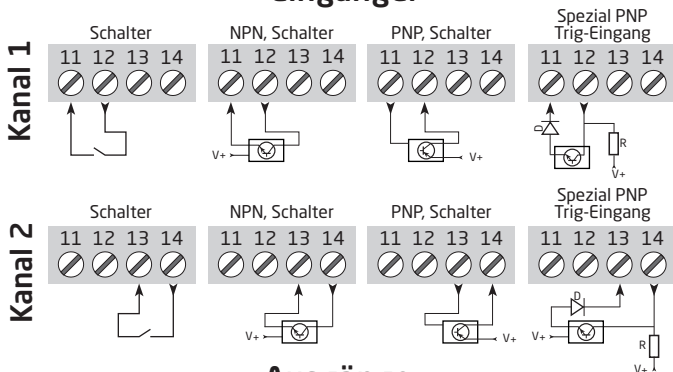 Eingänger
Kanal 1
Schalter
NPN, Schalter
PNP, Schalter
Spezial PNP
Trig-Eingang
11 12 13 14
11 12 13 14
11 12 13 14
11 12 13 14
V+
V+
D
R
V+
Kanal 2
Schalter
NPN, Schalter
PNP, Schalter
Spezial PNP
Trig-Eingang
11 12 13 14
11 12 13 14
11 12 13 14
11 12 13 14
V+
V+
D
V+
R
V+